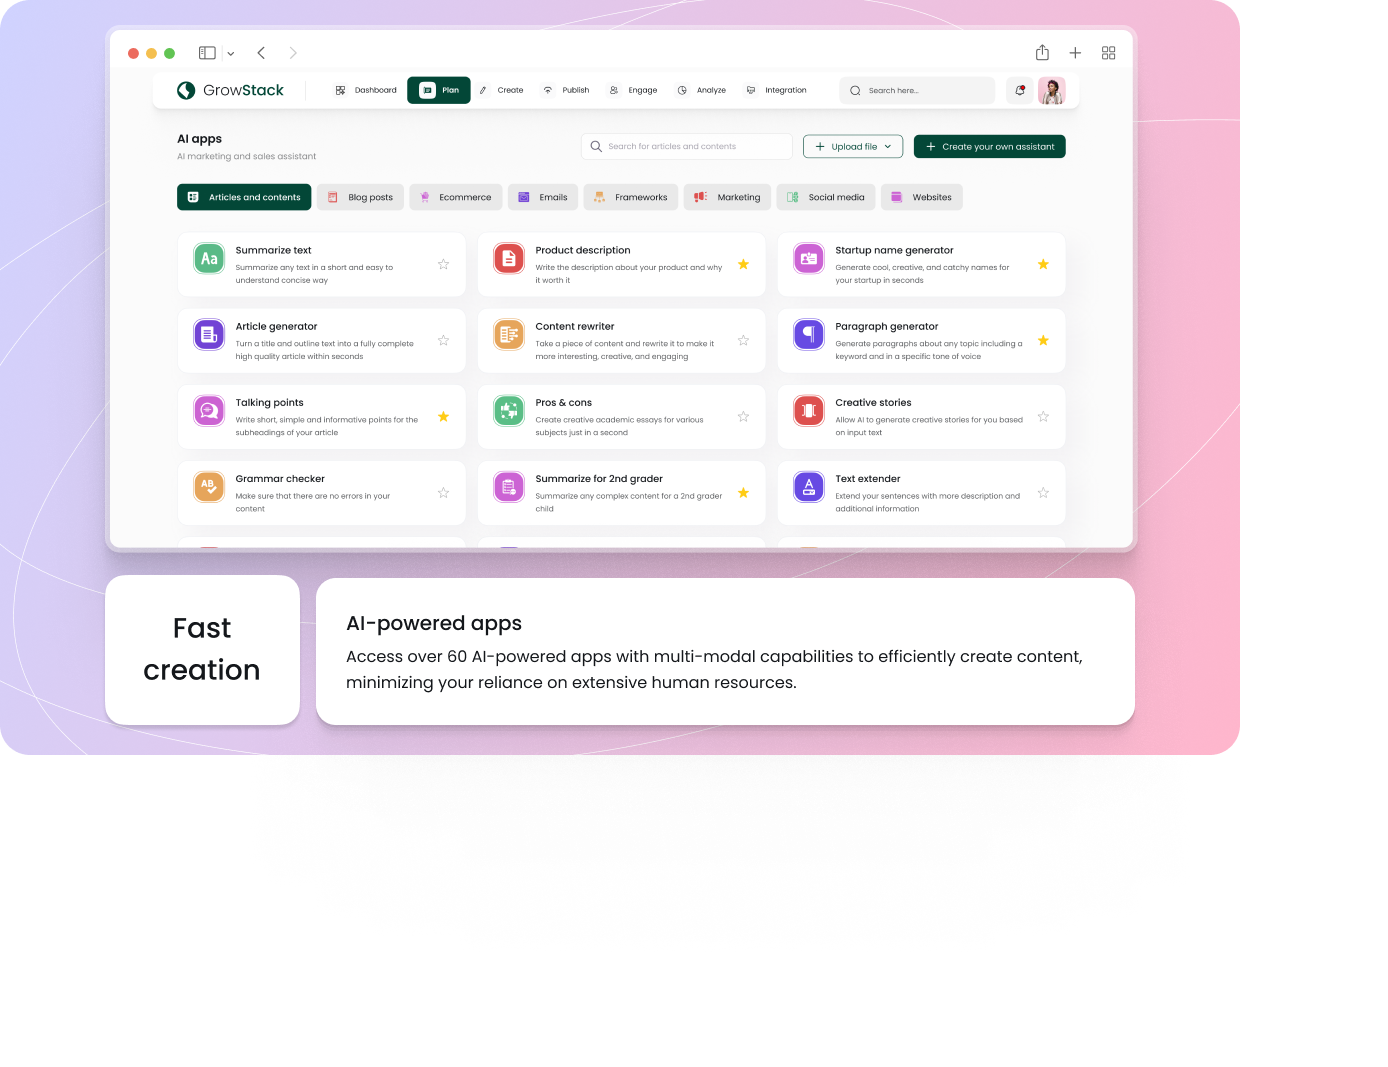 GrowStack
Dashboard
Plan
Create
Publish
Engage
Analyze
Integration
Search here...
AI apps
AI marketing and sales assistant
Search for articles and contents
Upload file
Create your own assistant
Articles and contents
Blog posts
Ecommerce
Emails
Frameworks
Marketing
Social media
Websites
Aa
Summarize text
Summarize any text in a short and easy to
understand concise way
Product description
Write the description about your product and why
it worth it
Startup name generator
Generate cool, creative, and catchy names for
your startup in seconds
Article generator
Turn a title and outline text into a fully complete
high quality article within seconds
Content rewriter
Take a piece of content and rewrite it to make it
more interesting, creative, and engaging
Paragraph generator
Generate paragraphs about any topic including a
keyword and in a specific tone of voice
Talking points
Write short, simple and informative points for the
subheadings of your article
Pros & cons
Create creative academic essays for various
subjects just in a second
Creative stories
Allow AI to generate creative stories for you based
on input text
AB
Grammar checker
Make sure that there are no errors in your
content
Summarize for 2nd grader
Summarize any complex content for a 2nd grader
child
A
Text extender
Extend your sentences with more description and
additional information
Fast
creation
AI-powered apps
Access over 60 AI-powered apps with multi-modal capabilities to efficiently create content,
minimizing your reliance on extensive human resources.